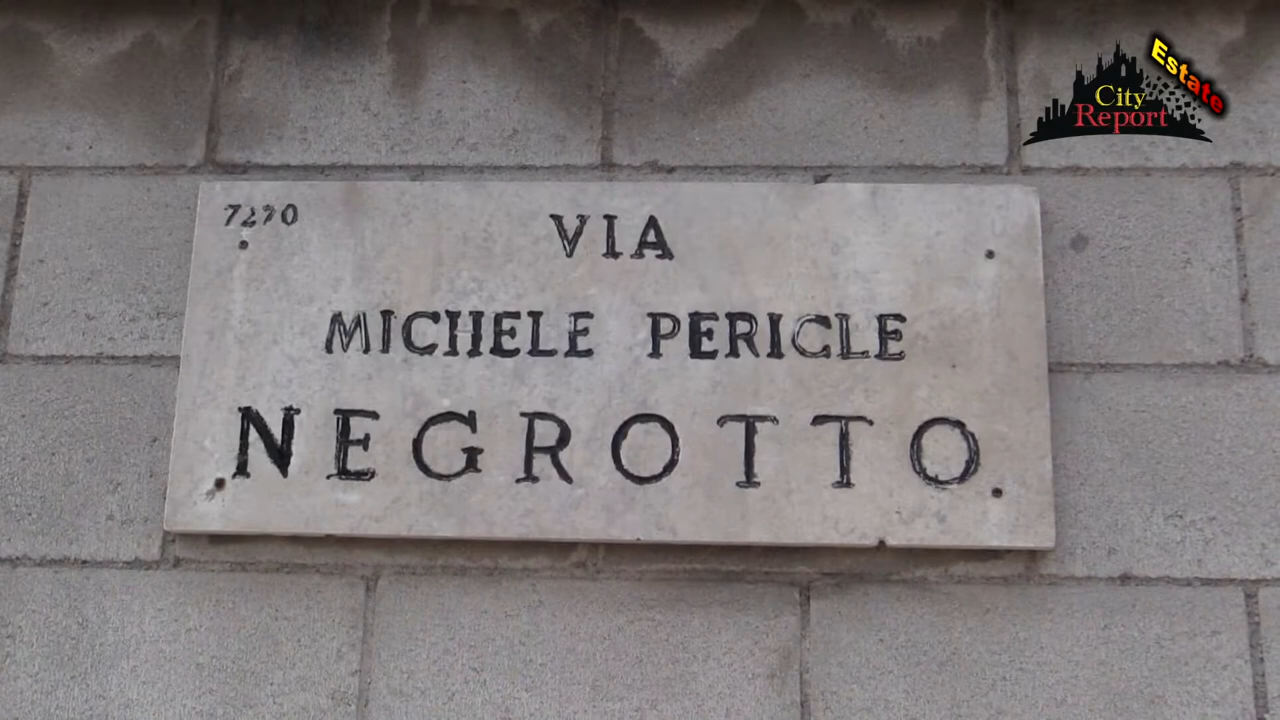 7270
VIA
MICHELE PERICLE
NEGROTTO
City
Report
Estate